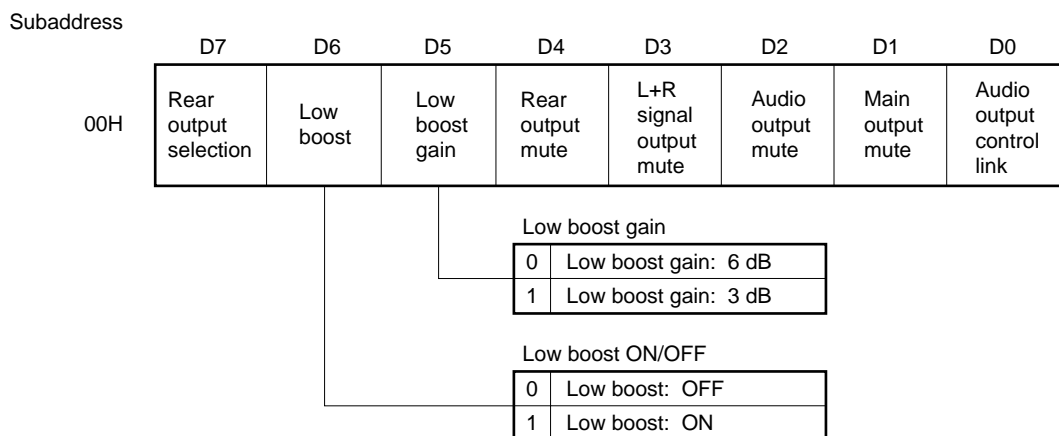 Subaddress
D7 D6 D5 D4 D3 D2 D1 D0
00H
Rear
output
selection
Low
boost
Low
boost
gain
Rear
output
mute
L+R
signal
output
mute
Audio
output
mute
Main
output
mute
Audio
output
control
link
Low boost gain
0 Low boost gain: 6 dB
1 Low boost gain: 3 dB
Low boost ON/OFF
0 Low boost: OFF
1 Low boost: ON